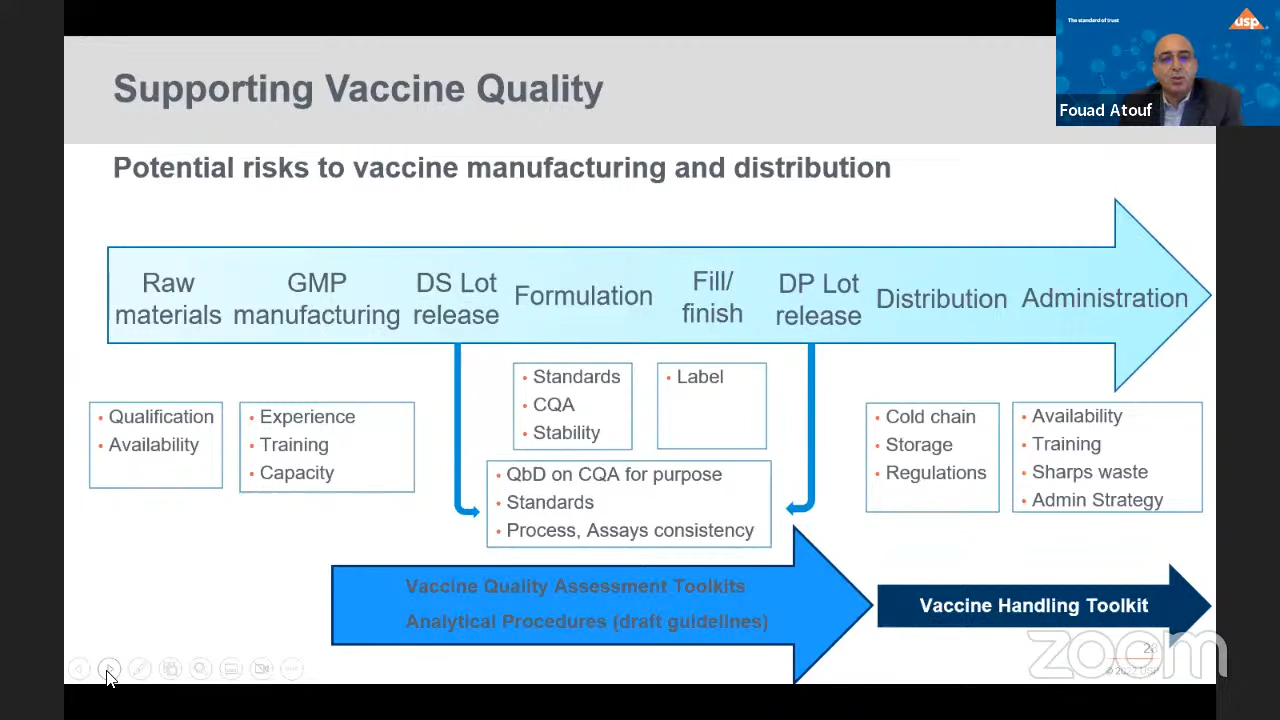 The standard of trust
usp
Fouad Atouf
Supporting Vaccine Quality
Potential risks to vaccine manufacturing and distribution
Raw
materials
GMP
manufacturing
DS Lot
release
Formulation
Fill/
finish
DP Lot
release
Distribution
Administration
• Qualification
• Availability
• Experience
• Training
• Capacity
• Standards
• CQA
• Stability
• Label
• QbD on CQA for purpose
• Standards
• Process, Assays consistency
• Cold chain
• Storage
• Regulations
• Availability
• Training
• Sharps waste
• Admin Strategy
Vaccine Quality Assessment Toolkits
Analytical Procedures (draft guidelines)
Vaccine Handling Toolkit
zoom
© 2022 USP